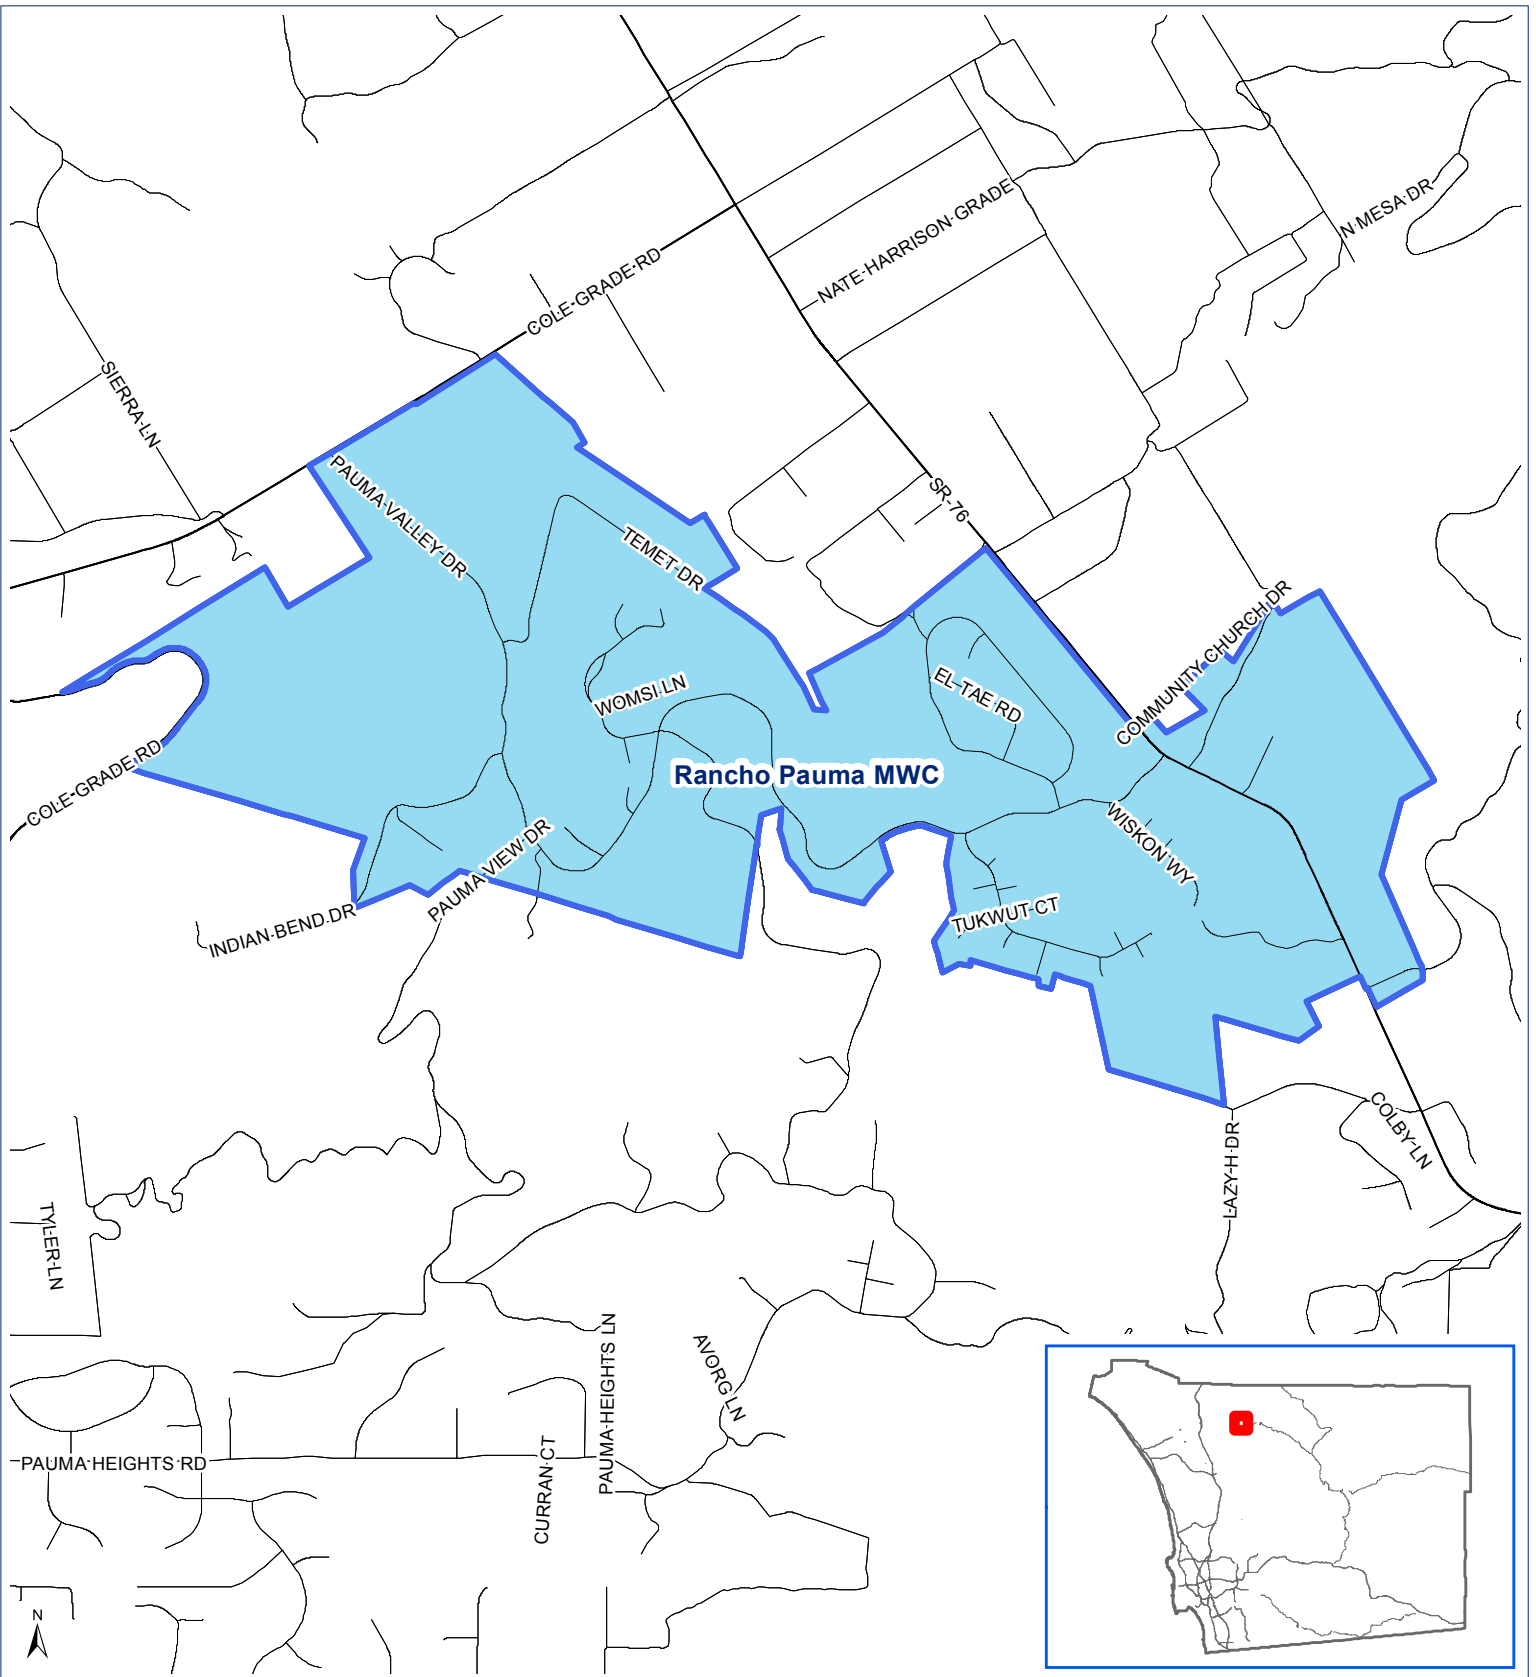 N MESA DR
NATE HARRISON GRADE
COLE GRADE RD
SIERRA LN
PAUMA VALLEY DR
SR-76
TEMET DR
COMMUNITY CHURCH DR
WOMSI LN
EL TAE RD
COLE GRADE RD
Rancho Pauma MWC
WISKON WY
PAUMA VIEW DR
TUKWUT CT
INDIAN BEND DR
COLBY LN
LAZY H DR
TYLER LN
PAUMA HEIGHTS LN
AVORG LN
PAUMA HEIGHTS RD
CURRAN CT
N